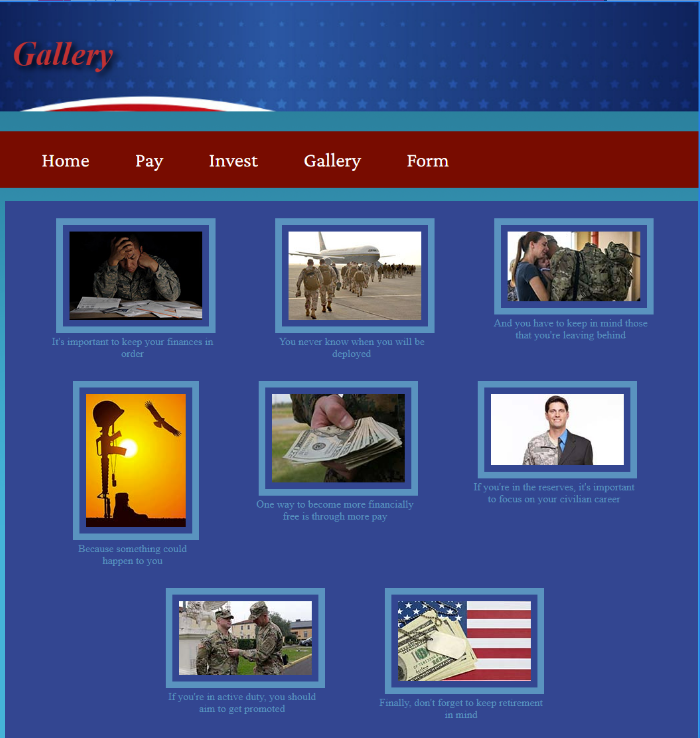 Gallery
Home Pay Invest Gallery Form
It's important to keep your finances in
order
You never know when you will be
deployed
And you have to keep in mind those
that you're leaving behind
Because something could
happen to you
One way to become more financially
free is through more pay
If you're in the reserves, it's important
to focus on your civilian career
If you're in active duty, you should
aim to get promoted
Finally, don't forget to keep retirement
in mind